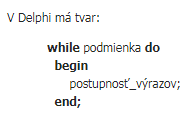 V Delphi má tvar:
while podmienka do
begin
postupnosť_výrazov;
end;